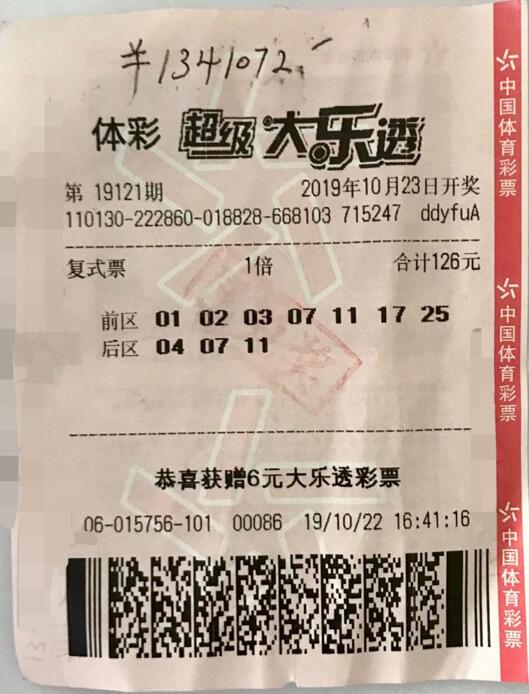 ¥1341072.-
体彩 超级大乐透
第 19121期 2019年10月23日开奖
110130-222860-018828-668103 715247 ddyfuA
复式票 1倍 合计126元
前区 01 02 03 07 11 17 25
后区 04 07 11
恭喜获赠6元大乐透彩票
06-015756-101 00086 19/10/22 16:41:16
中国体育彩票
中国体育彩票
中国体育彩票